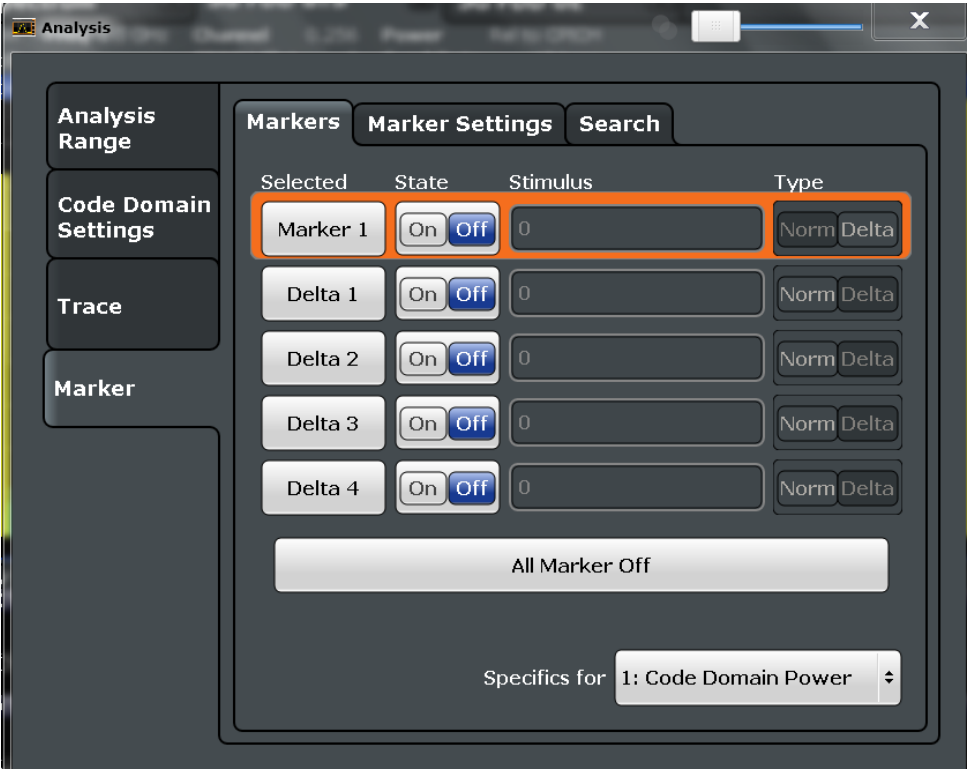 Analysis
X
Analysis
Range
Code Domain
Settings
Trace
Marker
Markers Marker Settings Search
Selected State Stimulus Type
Marker 1 On Off 0 Norm Delta
Delta 1 On Off 0 Norm Delta
Delta 2 On Off 0 Norm Delta
Delta 3 On Off 0 Norm Delta
Delta 4 On Off 0 Norm Delta
All Marker Off
Specifics for 1: Code Domain Power